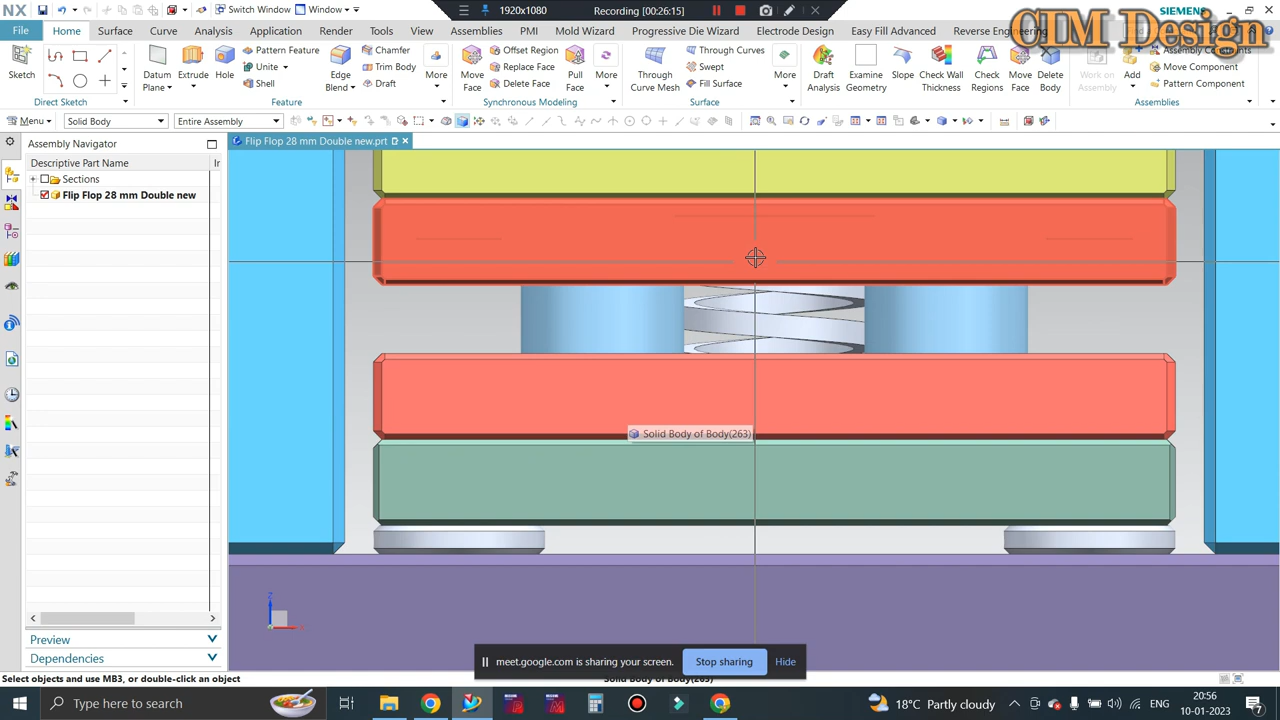 NX
Switch Window
Window
1920x1080
Recording [00:26:15]
SIEMENS
CIM Design
File
Home
Surface
Curve
Analysis
Application
Render
Tools
View
Assemblies
PMI
Mold Wizard
Progressive Die Wizard
Electrode Design
Easy Fill Advanced
Reverse Engineering
Sketch
Direct Sketch
Datum Plane
Extrude
Hole
Pattern Feature
Unite
Shell
Edge Blend
Chamfer
Trim Body
Draft
More
Feature
Move Face
Offset Region
Replace Face
Delete Face
Pull Face
More
Synchronous Modeling
Through Curve Mesh
Through Curves
Swept
Fill Surface
More
Surface
Draft Analysis
Examine Geometry
Slope
Check Wall Thickness
Check Regions
Move Face
Delete Body
Work on Assembly
Add
Assembly Constraints
Move Component
Pattern Component
Assemblies
Menu
Solid Body
Entire Assembly
Assembly Navigator
Flip Flop 28 mm Double new.prt
Descriptive Part Name
Sections
Flip Flop 28 mm Double new
Solid Body of Body(263)
Z
Preview
Dependencies
meet.google.com is sharing your screen.
Stop sharing
Hide
Select objects and use MB3, or double-click an object
Solid Body of Body(263)
Type here to search
18°C Partly cloudy
ENG
20:56
10-01-2023
7